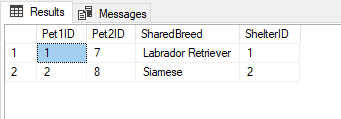 Results Messages
Pet1ID Pet2ID SharedBreed ShelterID
1 1 7 Labrador Retriever 1
2 2 8 Siamese 2